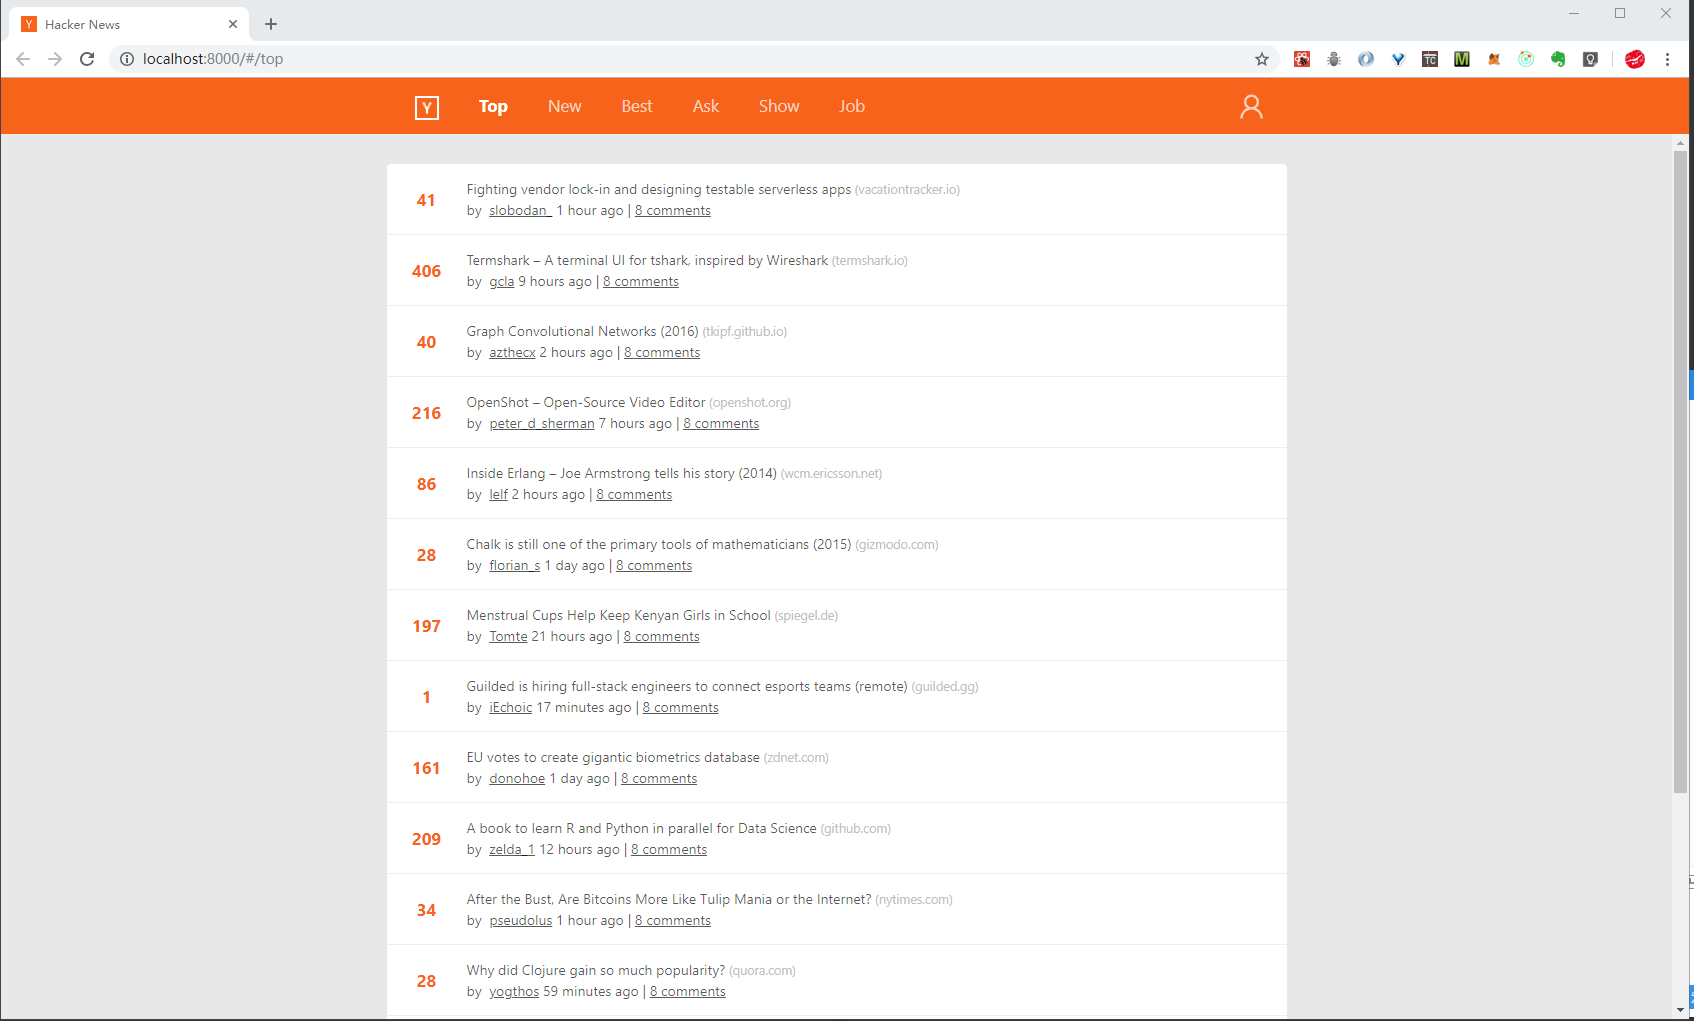 Y Hacker News
localhost:8000/#/top
TC M
Y Top New Best Ask Show Job
41
Fighting vendor lock-in and designing testable serverless apps (vacationtracker.io)
by slobodan_ 1 hour ago | 8 comments
406
Termshark – A terminal UI for tshark, inspired by Wireshark (termshark.io)
by gcla 9 hours ago | 8 comments
40
Graph Convolutional Networks (2016) (tkipf.github.io)
by azthecx 2 hours ago | 8 comments
216
OpenShot – Open-Source Video Editor (openshot.org)
by peter_d_sherman 7 hours ago | 8 comments
86
Inside Erlang – Joe Armstrong tells his story (2014) (wcm.ericsson.net)
by lelf 2 hours ago | 8 comments
28
Chalk is still one of the primary tools of mathematicians (2015) (gizmodo.com)
by florian_s 1 day ago | 8 comments
197
Menstrual Cups Help Keep Kenyan Girls in School (spiegel.de)
by Tomte 21 hours ago | 8 comments
1
Guilded is hiring full-stack engineers to connect esports teams (remote) (guilded.gg)
by iEchoic 17 minutes ago | 8 comments
161
EU votes to create gigantic biometrics database (zdnet.com)
by donohoe 1 day ago | 8 comments
209
A book to learn R and Python in parallel for Data Science (github.com)
by zelda_1 12 hours ago | 8 comments
34
After the Bust, Are Bitcoins More Like Tulip Mania or the Internet? (nytimes.com)
by pseudolus 1 hour ago | 8 comments
28
Why did Clojure gain so much popularity? (quora.com)
by yogthos 59 minutes ago | 8 comments